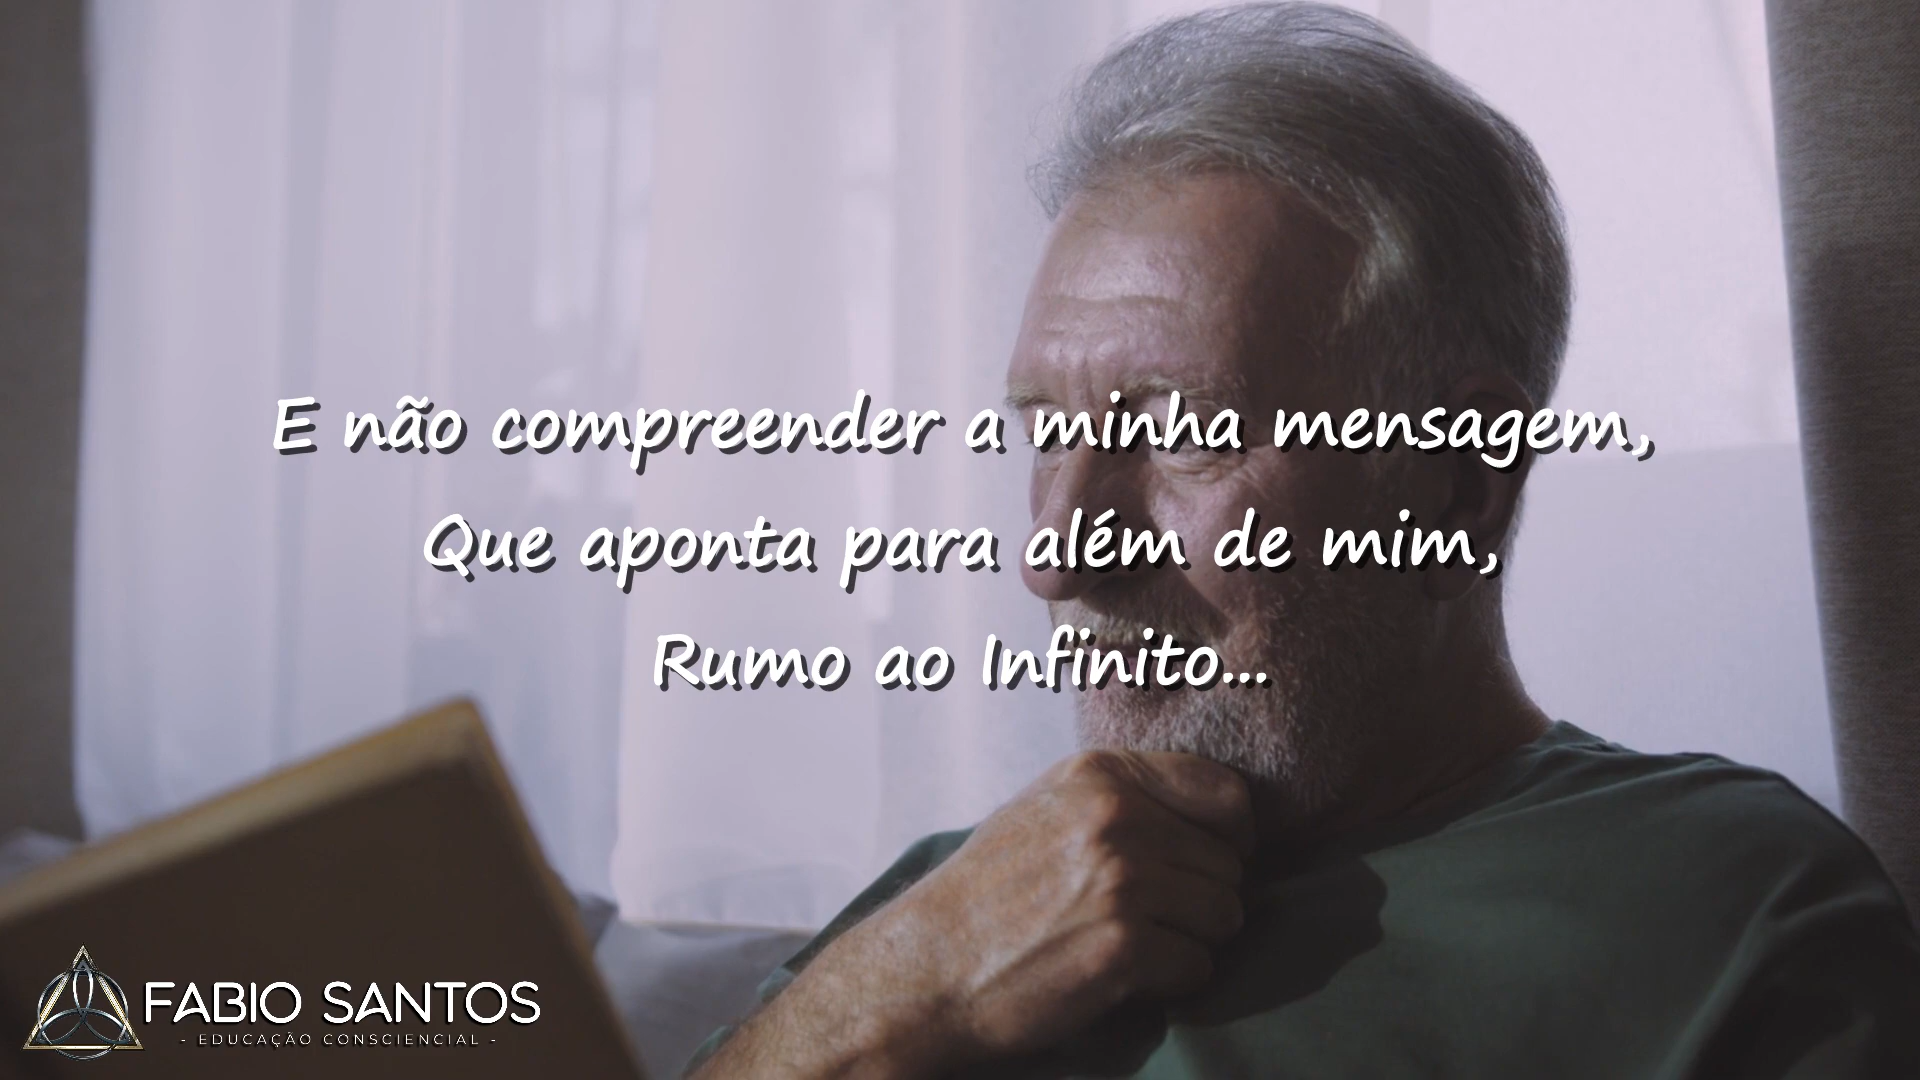 E não compreender a minha mensagem,
Que aponta para além de mim,
Rumo ao Infinito...
FABIO SANTOS
- EDUCAÇÃO CONSCIENCIAL -